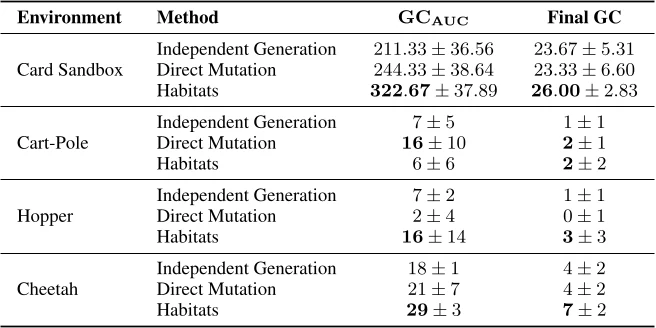 Environment Method GC_AUC Final GC
Independent Generation 211.33 ± 36.56 23.67 ± 5.31
Card Sandbox Direct Mutation 244.33 ± 38.64 23.33 ± 6.60
Habitats 322.67 ± 37.89 26.00 ± 2.83
Independent Generation 7 ± 5 1 ± 1
Cart-Pole Direct Mutation 16 ± 10 2 ± 1
Habitats 6 ± 6 2 ± 2
Independent Generation 7 ± 2 1 ± 1
Hopper Direct Mutation 2 ± 4 0 ± 1
Habitats 16 ± 14 3 ± 3
Independent Generation 18 ± 1 4 ± 2
Cheetah Direct Mutation 21 ± 7 4 ± 2
Habitats 29 ± 3 7 ± 2